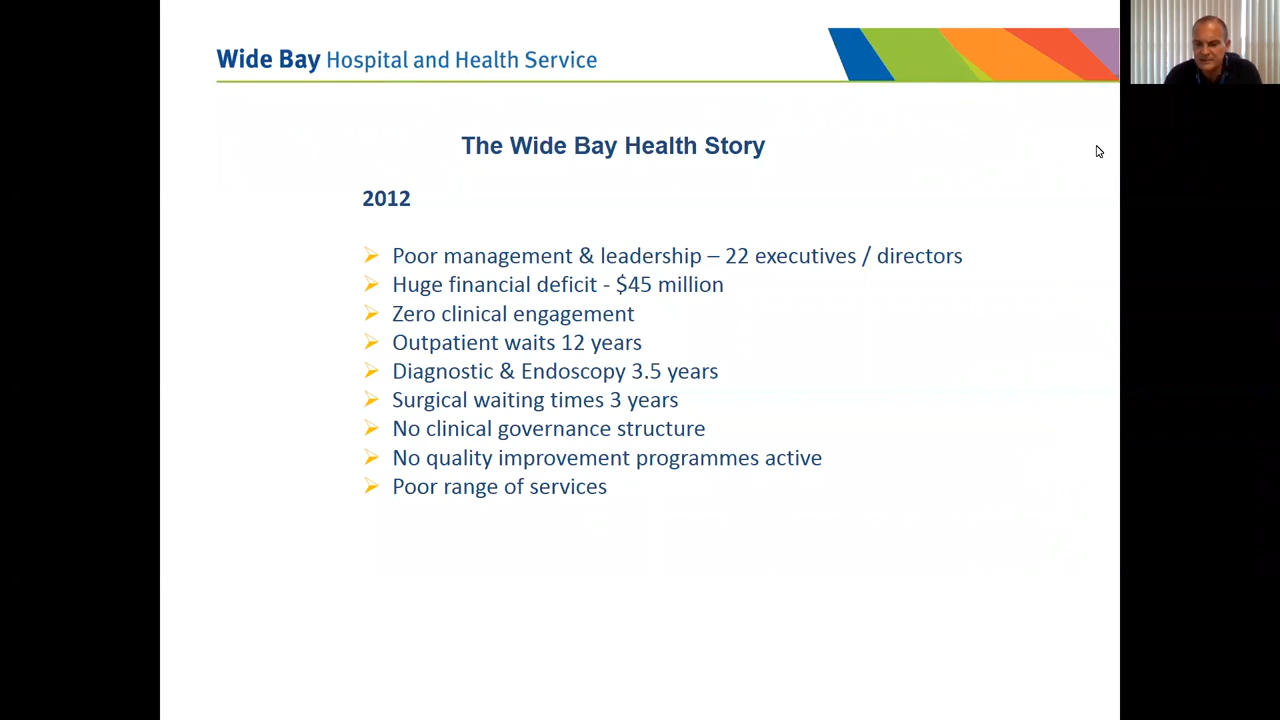 Wide Bay Hospital and Health Service
The Wide Bay Health Story
2012
Poor management & leadership – 22 executives / directors
Huge financial deficit - $45 million
Zero clinical engagement
Outpatient waits 12 years
Diagnostic & Endoscopy 3.5 years
Surgical waiting times 3 years
No clinical governance structure
No quality improvement programmes active
Poor range of services